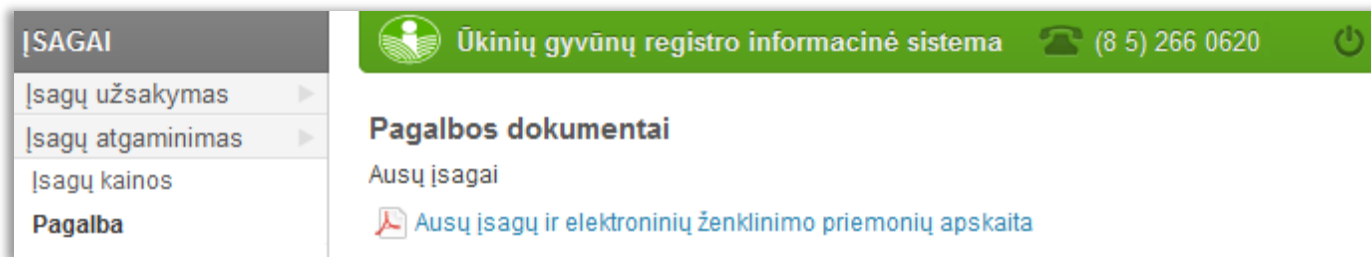 ĮSAGAI
Įsagų užsakymas
Įsagų atgaminimas
Įsagų kainos
Pagalba
Ūkinių gyvūnų registro informacinė sistema (8 5) 266 0620
Pagalbos dokumentai
Ausų įsagai
Ausų įsagų ir elektroninių ženklinimo priemonių apskaita